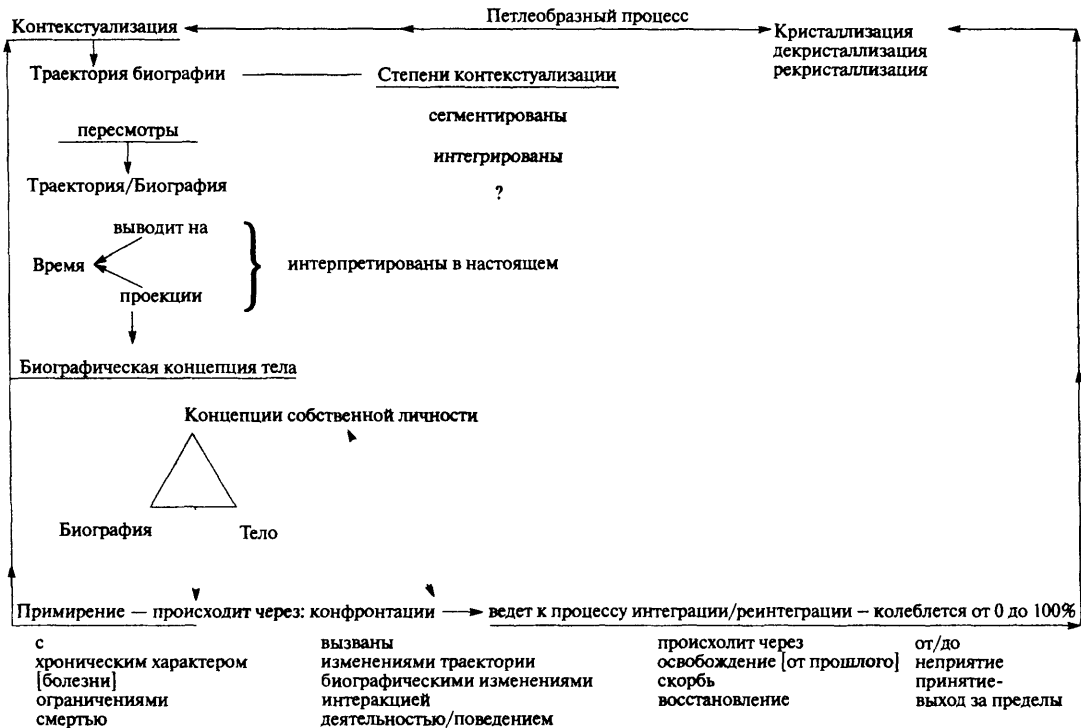 Петлеобразный процесс
Контекстуализация
Кристаллизация
декристаллизация
рекристаллизация
Траектория биографии
Степени контекстуализации
сегментированы
пересмотры
интегрированы
Траектория/Биография
?
выводит на
Время
интерпретированы в настоящем
проекции
Биографическая концепция тела
Концепции собственной личности
Биография
Тело
Примирение — происходит через: конфронтации → ведет к процессу интеграции/реинтеграции – колеблется от 0 до 100%
с
хроническим характером
[болезни]
ограничениями
смертью
вызваны
изменениями траектории
биографическими изменениями
интеракцией
деятельностью/поведением
происхолит через
освобождение [от прошлого]
скорбь
восстановление
от/до
неприятие
принятие-
выход за пределы